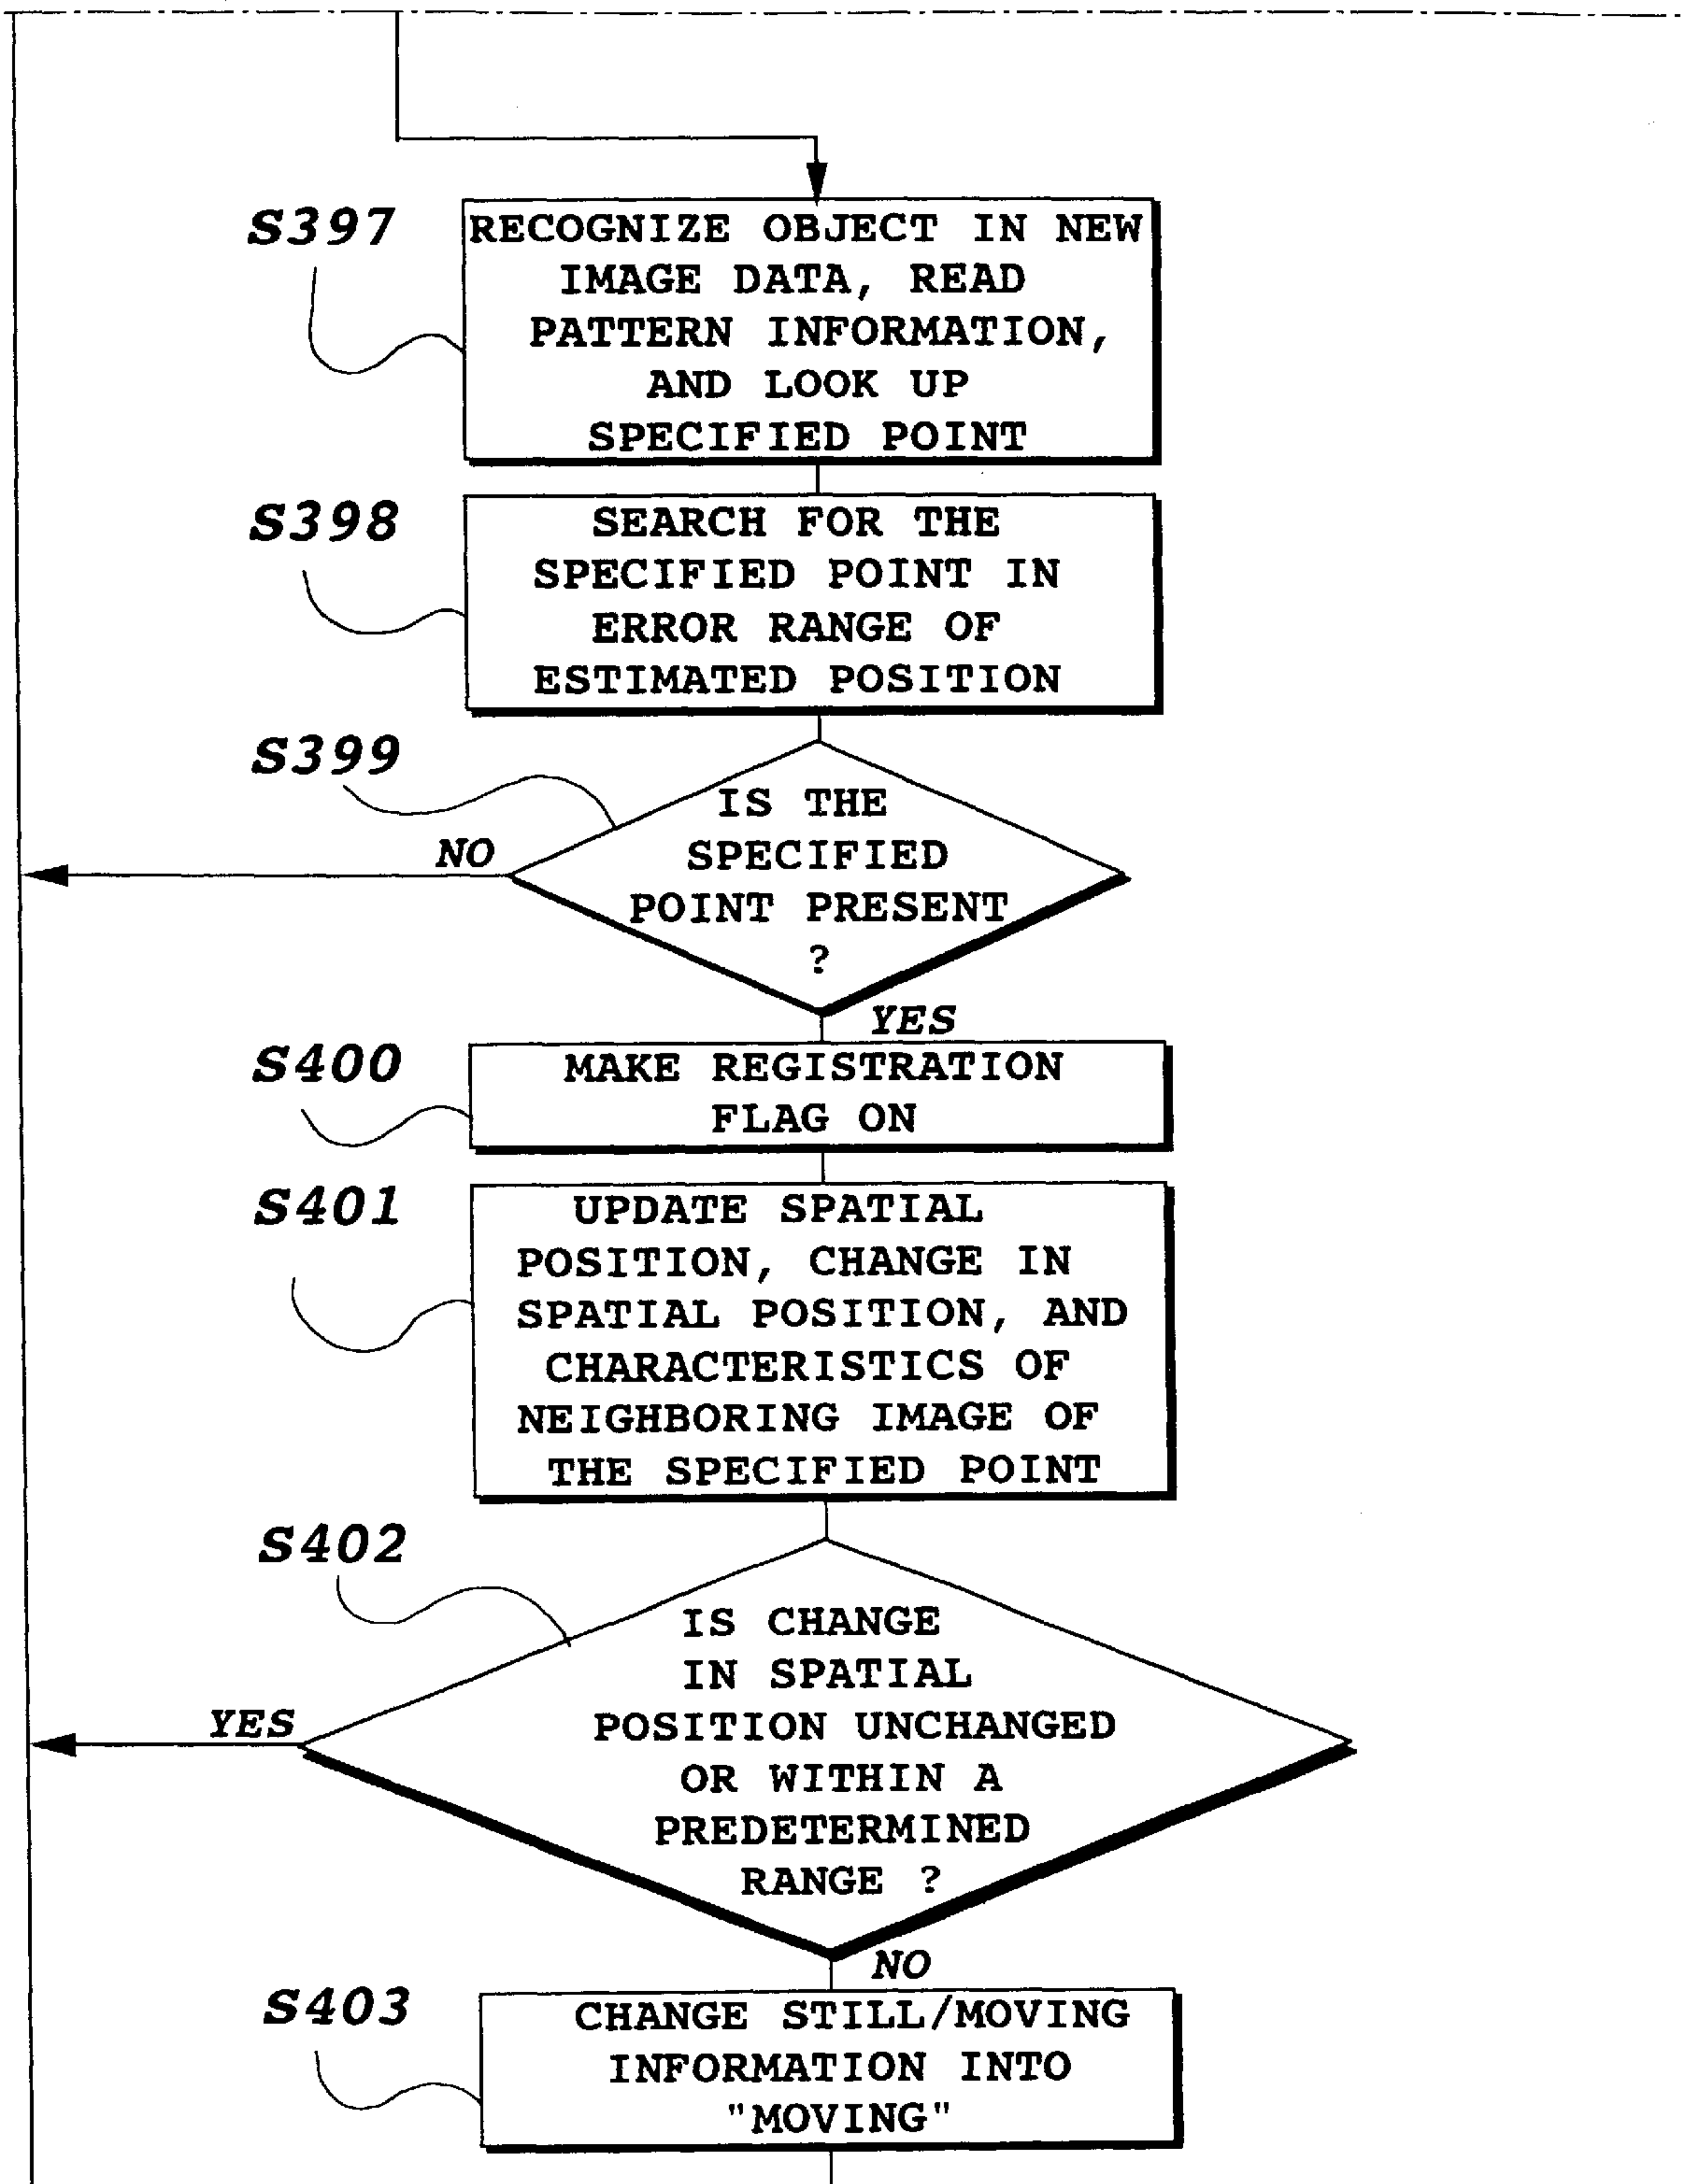 S397
RECOGNIZE OBJECT IN NEW
IMAGE DATA, READ
PATTERN INFORMATION,
AND LOOK UP
SPECIFIED POINT
S398
SEARCH FOR THE
SPECIFIED POINT IN
ERROR RANGE OF
ESTIMATED POSITION
S399
IS THE
SPECIFIED
POINT PRESENT
?
NO
YES
S400
MAKE REGISTRATION
FLAG ON
S401
UPDATE SPATIAL
POSITION, CHANGE IN
SPATIAL POSITION, AND
CHARACTERISTICS OF
NEIGHBORING IMAGE OF
THE SPECIFIED POINT
S402
IS CHANGE
IN SPATIAL
POSITION UNCHANGED
OR WITHIN A
PREDETERMINED
RANGE ?
YES
NO
S403
CHANGE STILL/MOVING
INFORMATION INTO
"MOVING"